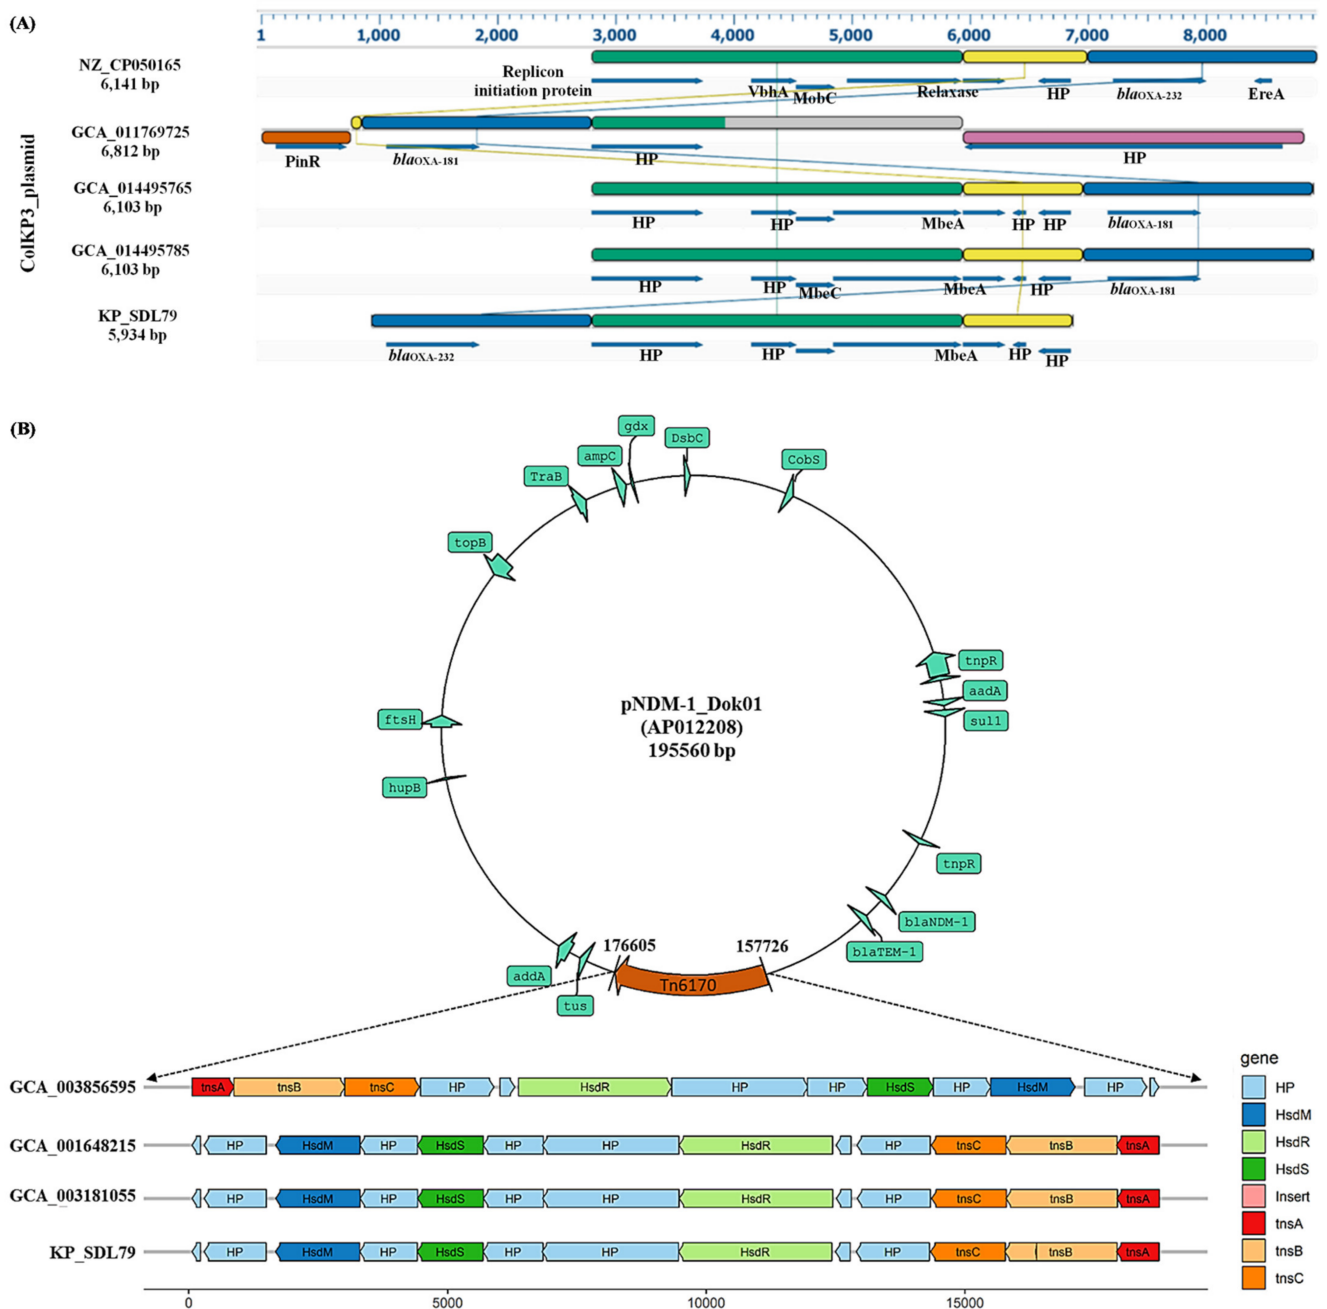 (A)
1 1,000 2,000 3,000 4,000 5,000 6,000 7,000 8,000
NZ_CP050165
6,141 bp
Replicon
initiation protein
VbhA
MobC
Relaxase
HP
blaOXA-232
EreA
GCA_011769725
6,812 bp
PinR
blaOXA-181
HP
HP
GCA_014495765
6,103 bp
HP
HP
MbeA
HP
HP
blaOXA-181
GCA_014495785
6,103 bp
HP
HP
MbeC
MbeA
HP
blaOXA-181
KP_SDL79
5,934 bp
blaOXA-232
HP
HP
MbeA
HP
HP
ColKP3_plasmid
(B)
gdx
DsbC
ampC
CobS
TraB
topB
tnpR
aadA
sul1
ftsH
hupB
pNDM-1_Dok01
(AP012208)
195560 bp
tnpR
blaNDM-1
blaTEM-1
addA
tus
176605
157726
Tn6170
GCA_003856595
tnsA tnsB tnsC HP HsdR HP HP HsdS HP HsdM HP
GCA_001648215
HP HsdM HP HsdS HP HP HsdR HP tnsC tnsB tnsA
GCA_003181055
HP HsdM HP HsdS HP HP HsdR HP tnsC tnsB tnsA
KP_SDL79
HP HsdM HP HsdS HP HP HsdR HP tnsC tnsB tnsA
0 5000 10000 15000
gene
HP
HsdM
HsdR
HsdS
Insert
tnsA
tnsB
tnsC